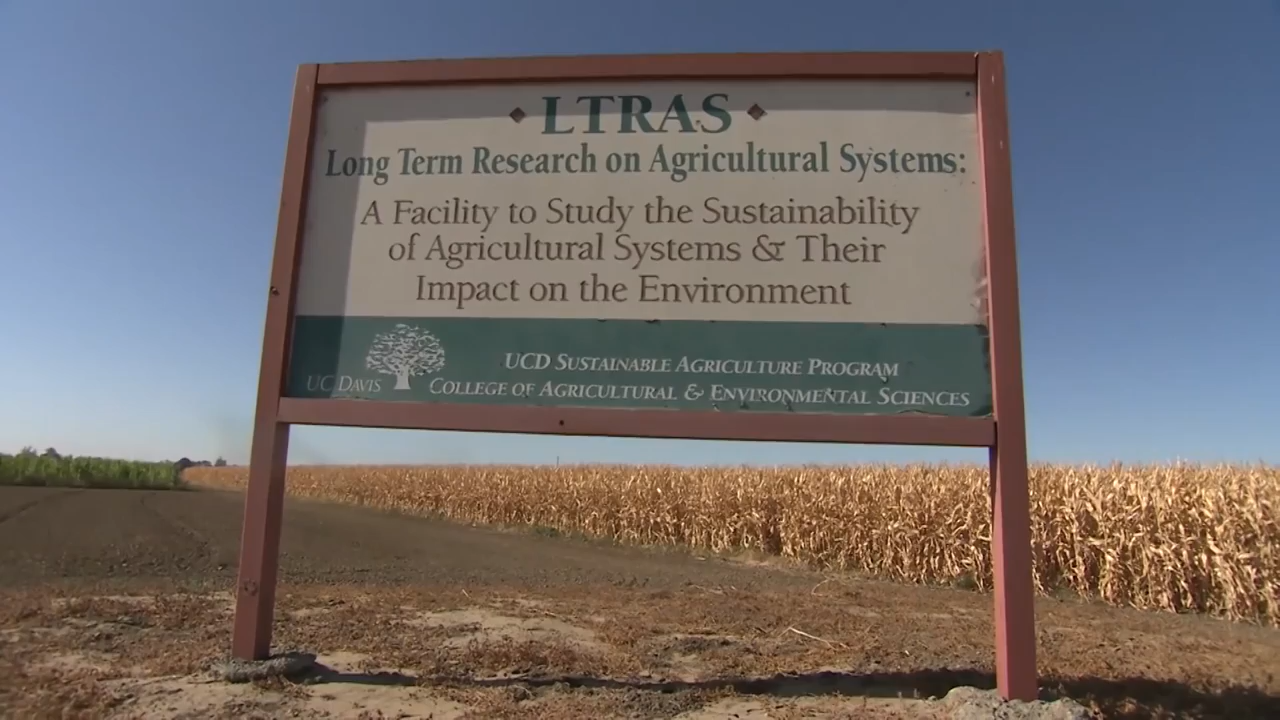 LTRAS
Long Term Research on Agricultural Systems:
A Facility to Study the Sustainability
of Agricultural Systems & Their
Impact on the Environment
UCD SUSTAINABLE AGRICULTURE PROGRAM
UC DAVIS COLLEGE OF AGRICULTURAL & ENVIRONMENTAL SCIENCES